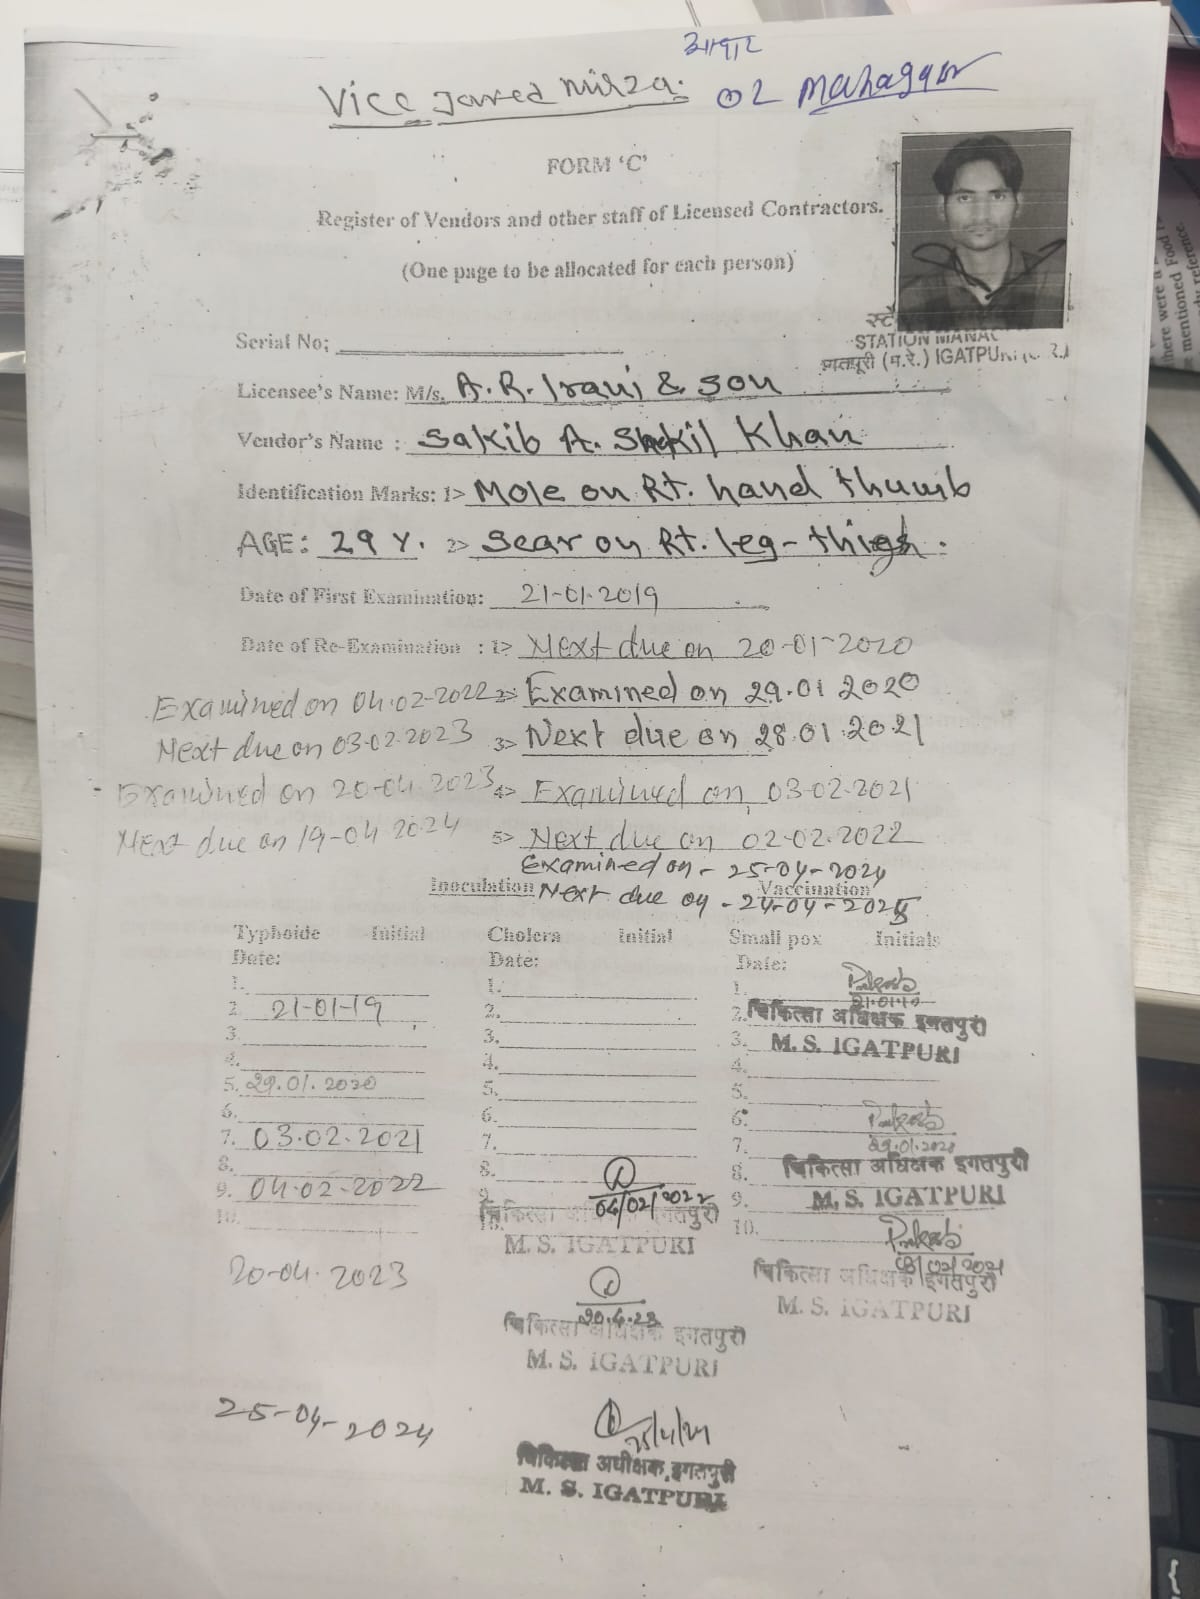 आधार
Vice Javed Mirza. 02 Mahagaon
FORM 'C'
Register of Vendors and other staff of Licensed Contractors.
(One page to be allocated for each person)
STATION MANAG
इगतपूरी (म.रे.) IGATPURI (C.R.)
Serial No;
Licensee's Name: M/s. A.R. Irani & son
Vendor's Name : Sakib A. Shakil Khan
Identification Marks: 1> Mole on Rt. hand thumb
AGE: 29 Y. 2> Scar on Rt. leg - thigh.
Date of First Examination: 21-01-2019
Date of Re-Examination : 1> Next due on 20-01-2020
Examined on 04.02-2022 2> Examined on 29.01 2020
Next due on 03-02-2023 3> Next due on 28.01.2021
Examined on 20-04.2023 4> Examined on 03-02-2021
Next due on 19-04 2024 5> Next due on 02-02-2022
Examined on - 25-04-2024
Inoculation Vaccination
Next due on - 24-04-2025
Typhoide Initial Cholera Initial Small pox Initials
Date: Date: Date:
1. 1. 1.
2. 21-01-19 2. 2. चिकित्सा अधिक्षक इगतपुरी
3. 3. 3. M. S. IGATPURI
4. 4. 4.
5. 29.01.2020 5. 5.
6. 6. 6.
7. 03.02.2021 7. 7. 29.01.2020
8. 8. 8. चिकित्सा अधिक्षक इगतपुरी
9. 04.02-2022 9. 04/02/2022 9. M. S. IGATPURI
10. 10. चिकित्सा अधिक्षक इगतपुरी 10.
M. S. IGATPURI 03/02/2021
20-04.2023 चिकित्सा अधिक्षक इगतपुरी
M. S. IGATPURI
20.4.23
चिकित्सा अधिक्षक इगतपुरी
M. S. IGATPURI
25-04-2024 25/4/24
चिकित्सा अधीक्षक, इगतपुरी
M. S. IGATPURI